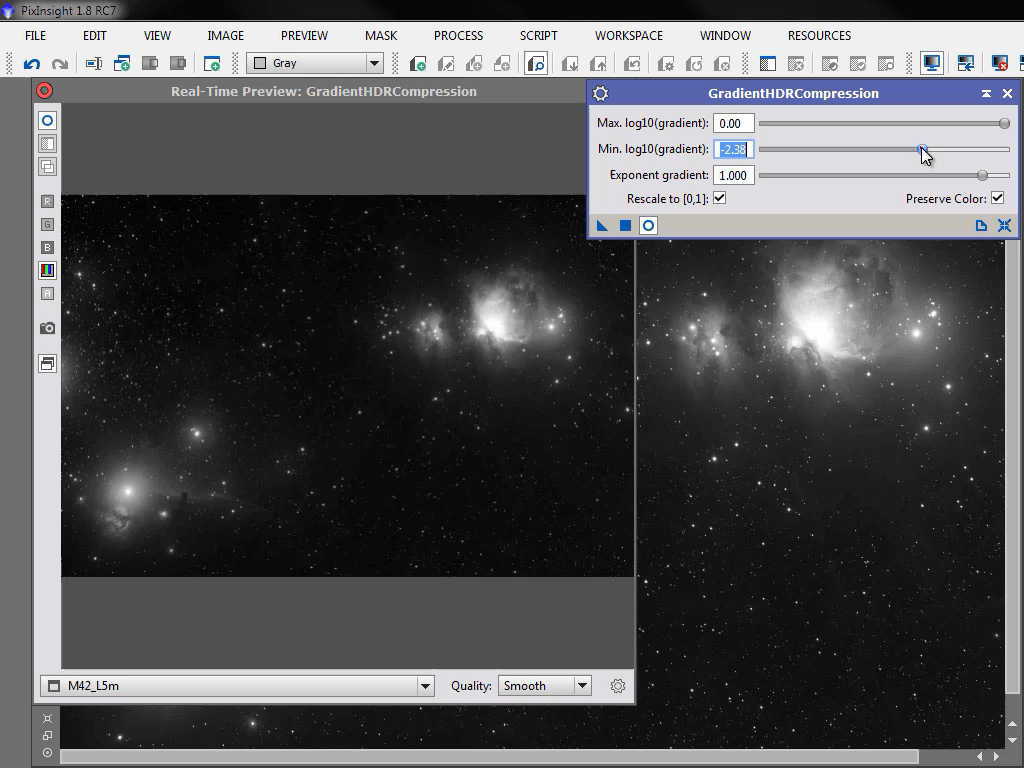 PixInsight 1.8 RC7
FILE EDIT VIEW IMAGE PREVIEW MASK PROCESS SCRIPT WORKSPACE WINDOW RESOURCES
Gray
Real-Time Preview: GradientHDRCompression
R
G
B
A
M42_L5m
Quality: Smooth
GradientHDRCompression
Max. log10(gradient): 0.00
Min. log10(gradient): -2.38
Exponent gradient: 1.000
Rescale to [0,1]: Preserve Color: